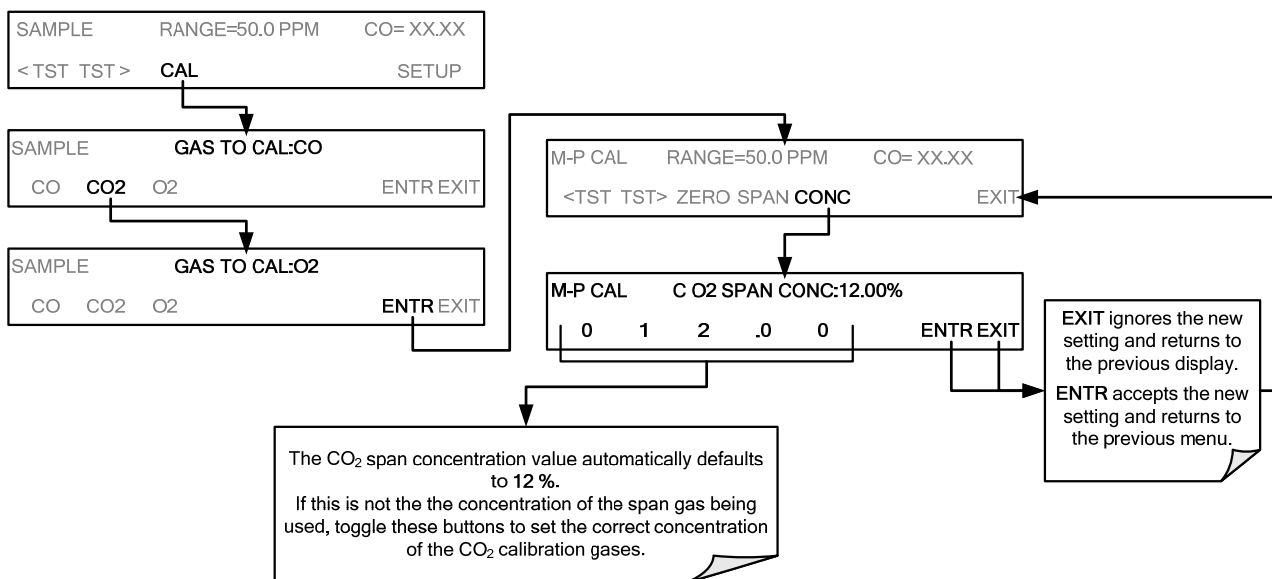 SAMPLE RANGE=50.0 PPM CO= XX.XX
< TST TST > CAL SETUP
SAMPLE GAS TO CAL:CO
CO CO2 O2 ENTR EXIT
SAMPLE GAS TO CAL:O2
CO CO2 O2 ENTR EXIT
M-P CAL RANGE=50.0 PPM CO= XX.XX
<TST TST> ZERO SPAN CONC EXIT
M-P CAL C O2 SPAN CONC:12.00%
0 1 2 .0 0 ENTR EXIT
EXIT ignores the new
setting and returns to
the previous display.
ENTR accepts the new
setting and returns to
the previous menu.
The CO₂ span concentration value automatically defaults
to 12 %.
If this is not the the concentration of the span gas being
used, toggle these buttons to set the correct concentration
of the CO₂ calibration gases.